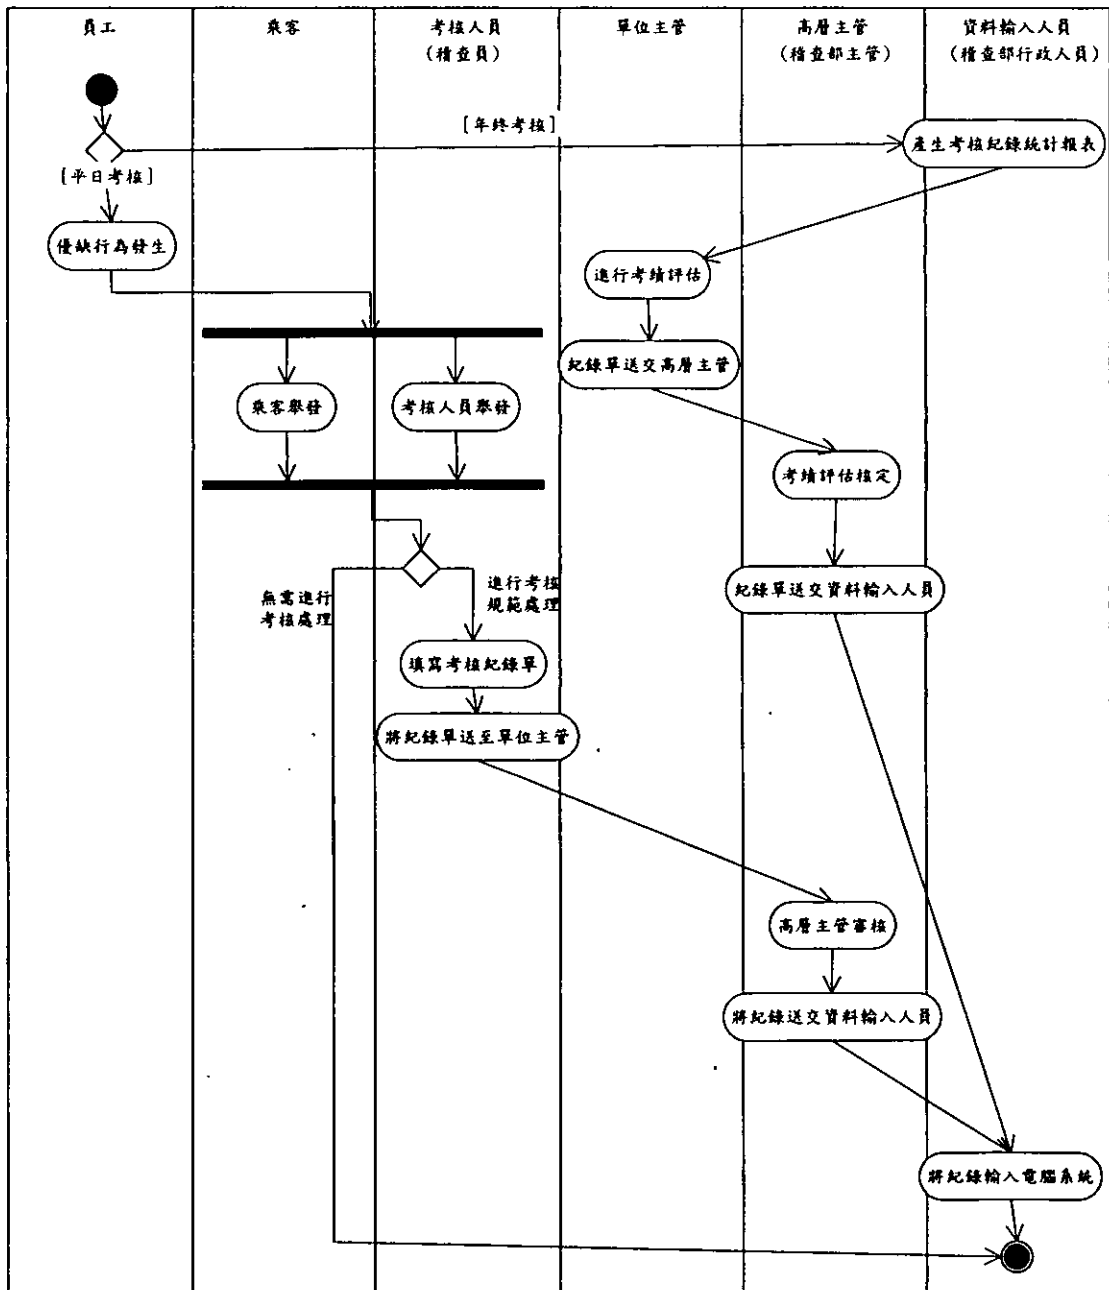 員工
乘客
考核人員
(稽查員)
單位主管
高層主管
(稽查部主管)
資料輸入人員
(稽查部行政人員)
[年終考核]
產生考核紀錄統計報表
[平日考核]
優缺行為發生
進行考績評估
紀錄單送交高層主管
乘客舉發
考核人員舉發
考績評估核定
無需進行
考核處理
進行考核
規範處理
紀錄單送交資料輸入人員
填寫考核紀錄單
將紀錄單送至單位主管
高層主管審核
將紀錄送交資料輸入人員
將紀錄輸入電腦系統